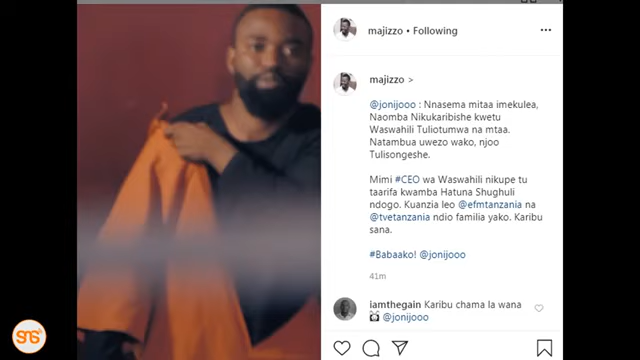 majizzo • Following
majizzo >
@jonijooo : Nnasema mitaa imekulea,
Naomba Nikukaribishe kwetu
Waswahili Tuliotumwa na mtaa.
Natambua uwezo wako, njoo
Tulisongeshe.
Mimi #CEO wa Waswahili nikupe tu
taarifa kwamba Hatuna Shughuli
ndogo. Kuanzia leo @efmtanzania na
@tvetanzania ndio familia yako. Karibu
sana.
#Babaako! @jonijooo
41m
iamthegain Karibu chama la wana
@jonijooo
SnS